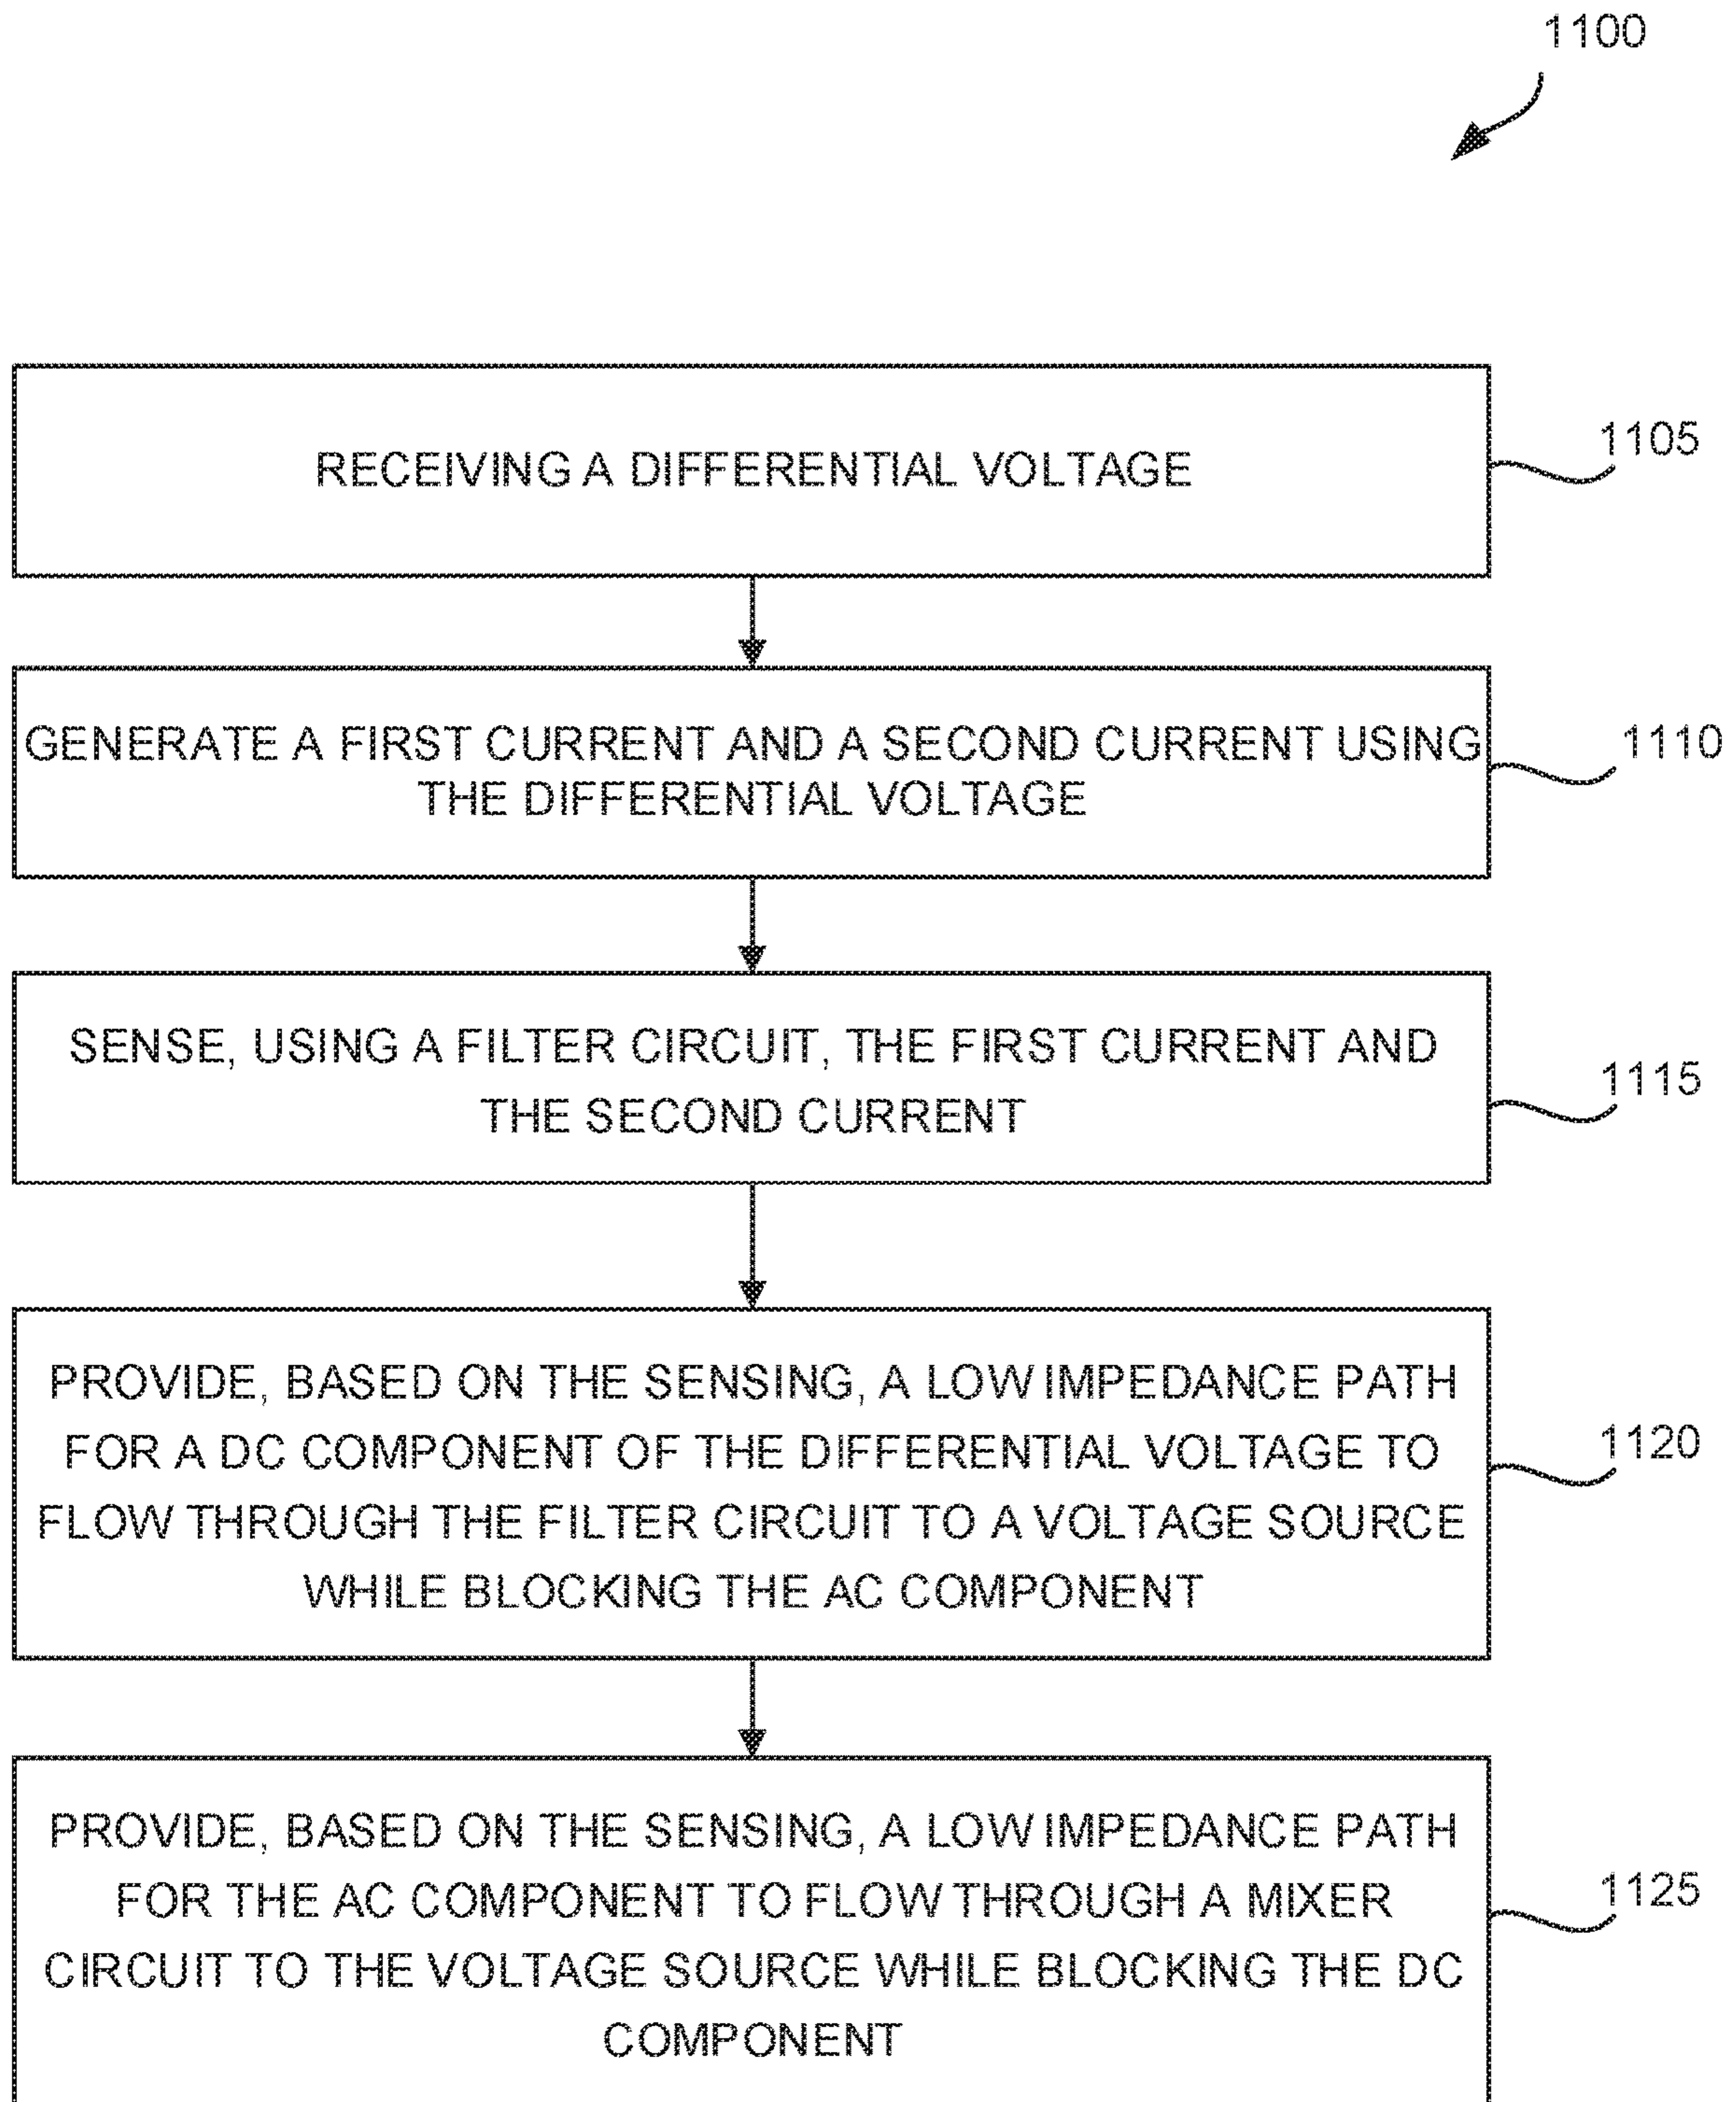 1100
RECEIVING A DIFFERENTIAL VOLTAGE
1105
GENERATE A FIRST CURRENT AND A SECOND CURRENT USING
THE DIFFERENTIAL VOLTAGE
1110
SENSE, USING A FILTER CIRCUIT, THE FIRST CURRENT AND
THE SECOND CURRENT
1115
PROVIDE, BASED ON THE SENSING, A LOW IMPEDANCE PATH
FOR A DC COMPONENT OF THE DIFFERENTIAL VOLTAGE TO
FLOW THROUGH THE FILTER CIRCUIT TO A VOLTAGE SOURCE
WHILE BLOCKING THE AC COMPONENT
1120
PROVIDE, BASED ON THE SENSING, A LOW IMPEDANCE PATH
FOR THE AC COMPONENT TO FLOW THROUGH A MIXER
CIRCUIT TO THE VOLTAGE SOURCE WHILE BLOCKING THE DC
COMPONENT
1125